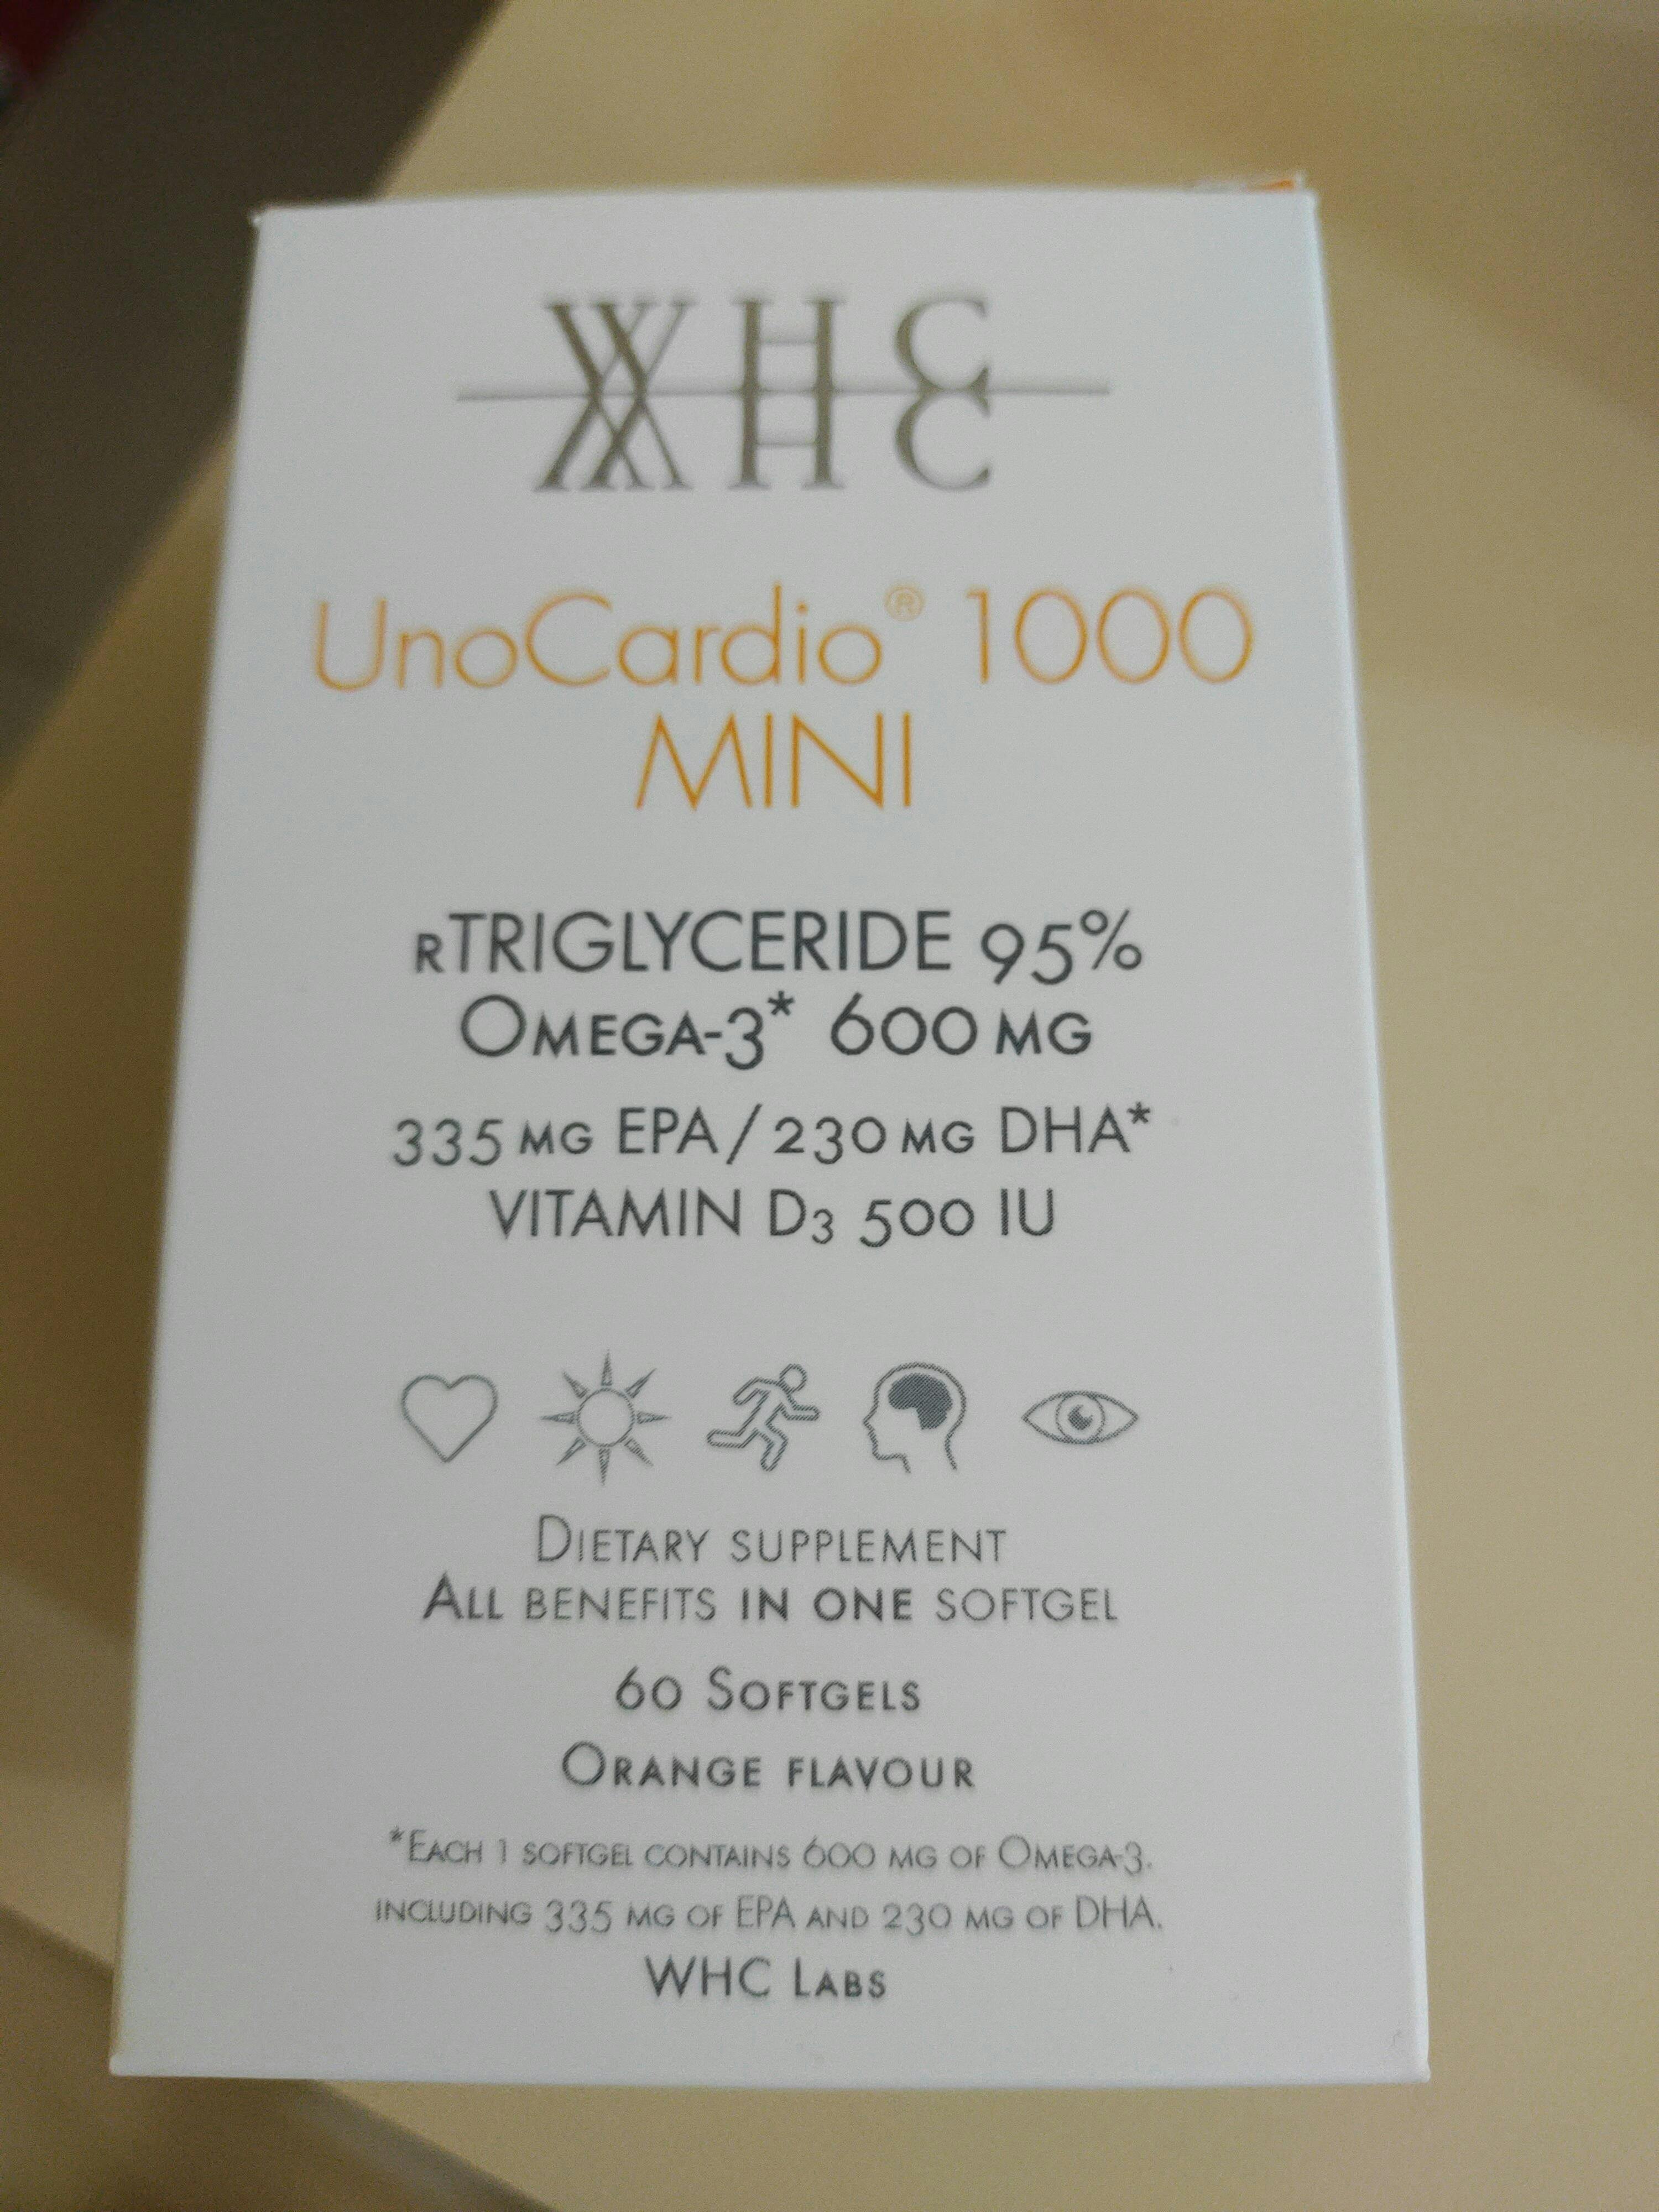 WHC
UnoCardio® 1000
MINI
rTRIGLYCERIDE 95%
OMEGA-3* 600 MG
335 MG EPA/230 MG DHA*
VITAMIN D3 500 IU
DIETARY SUPPLEMENT
ALL BENEFITS IN ONE SOFTGEL
60 SOFTGELS
ORANGE FLAVOUR
*EACH 1 SOFTGEL CONTAINS 600 MG OF OMEGA-3.
INCLUDING 335 MG OF EPA AND 230 MG OF DHA.
WHC LABS